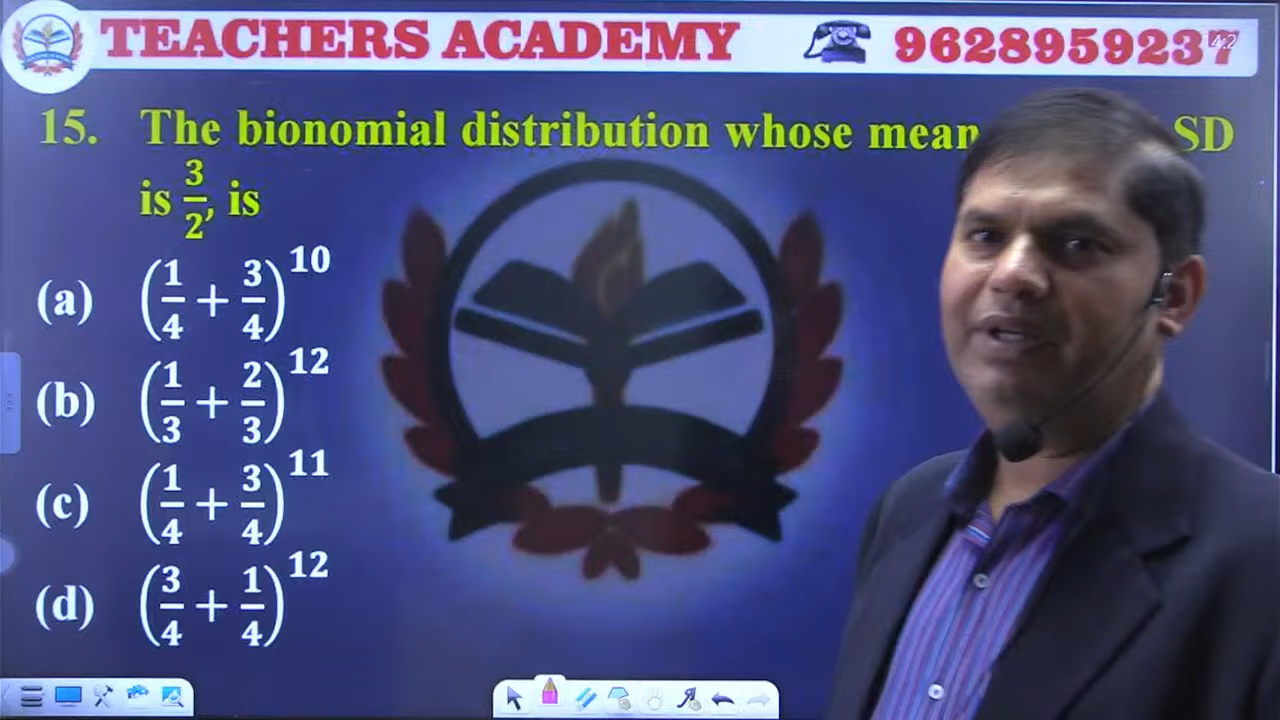 TEACHERS ACADEMY 9628959237
15. The bionomial distribution whose mean SD
is 3/2, is
(a) (1/4 + 3/4)^10
(b) (1/3 + 2/3)^12
(c) (1/4 + 3/4)^11
(d) (3/4 + 1/4)^12